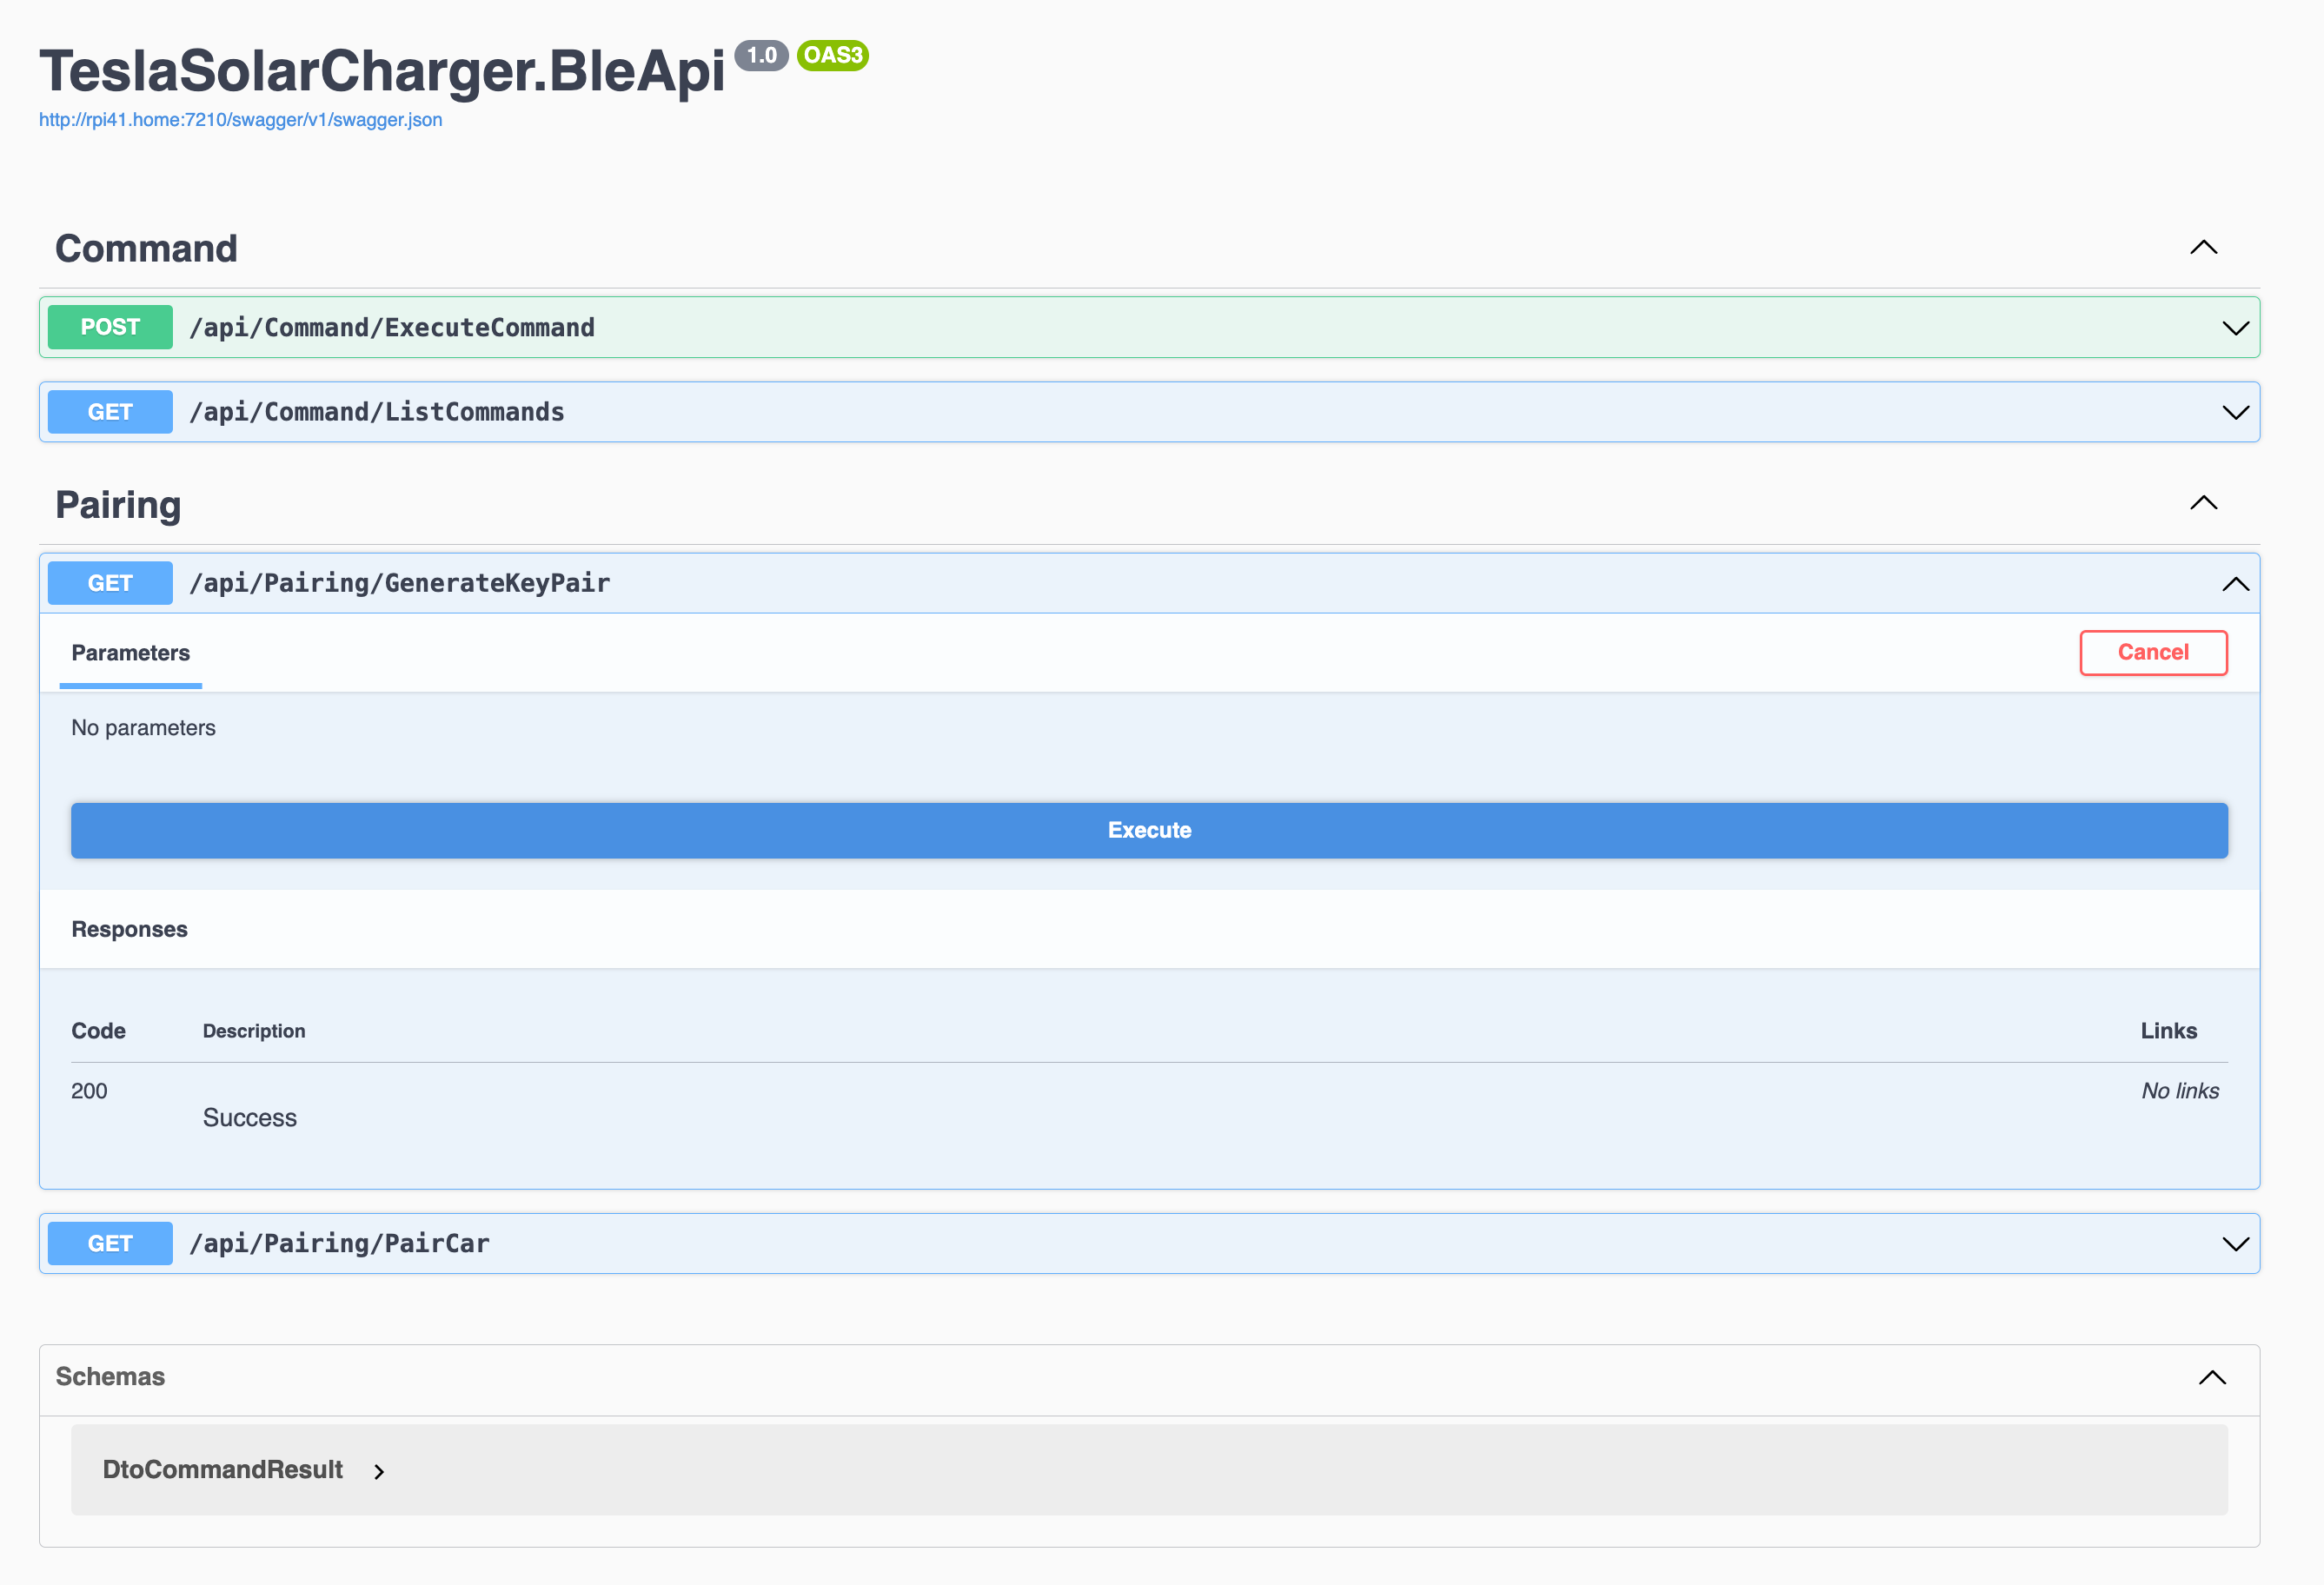 TeslaSolarCharger.BleApi 1.0 OAS3
http://rpi41.home:7210/swagger/v1/swagger.json
Command
POST /api/Command/ExecuteCommand
GET /api/Command/ListCommands
Pairing
GET /api/Pairing/GenerateKeyPair
Parameters Cancel
No parameters
Execute
Responses
Code Description Links
200 No links
Success
GET /api/Pairing/PairCar
Schemas
DtoCommandResult